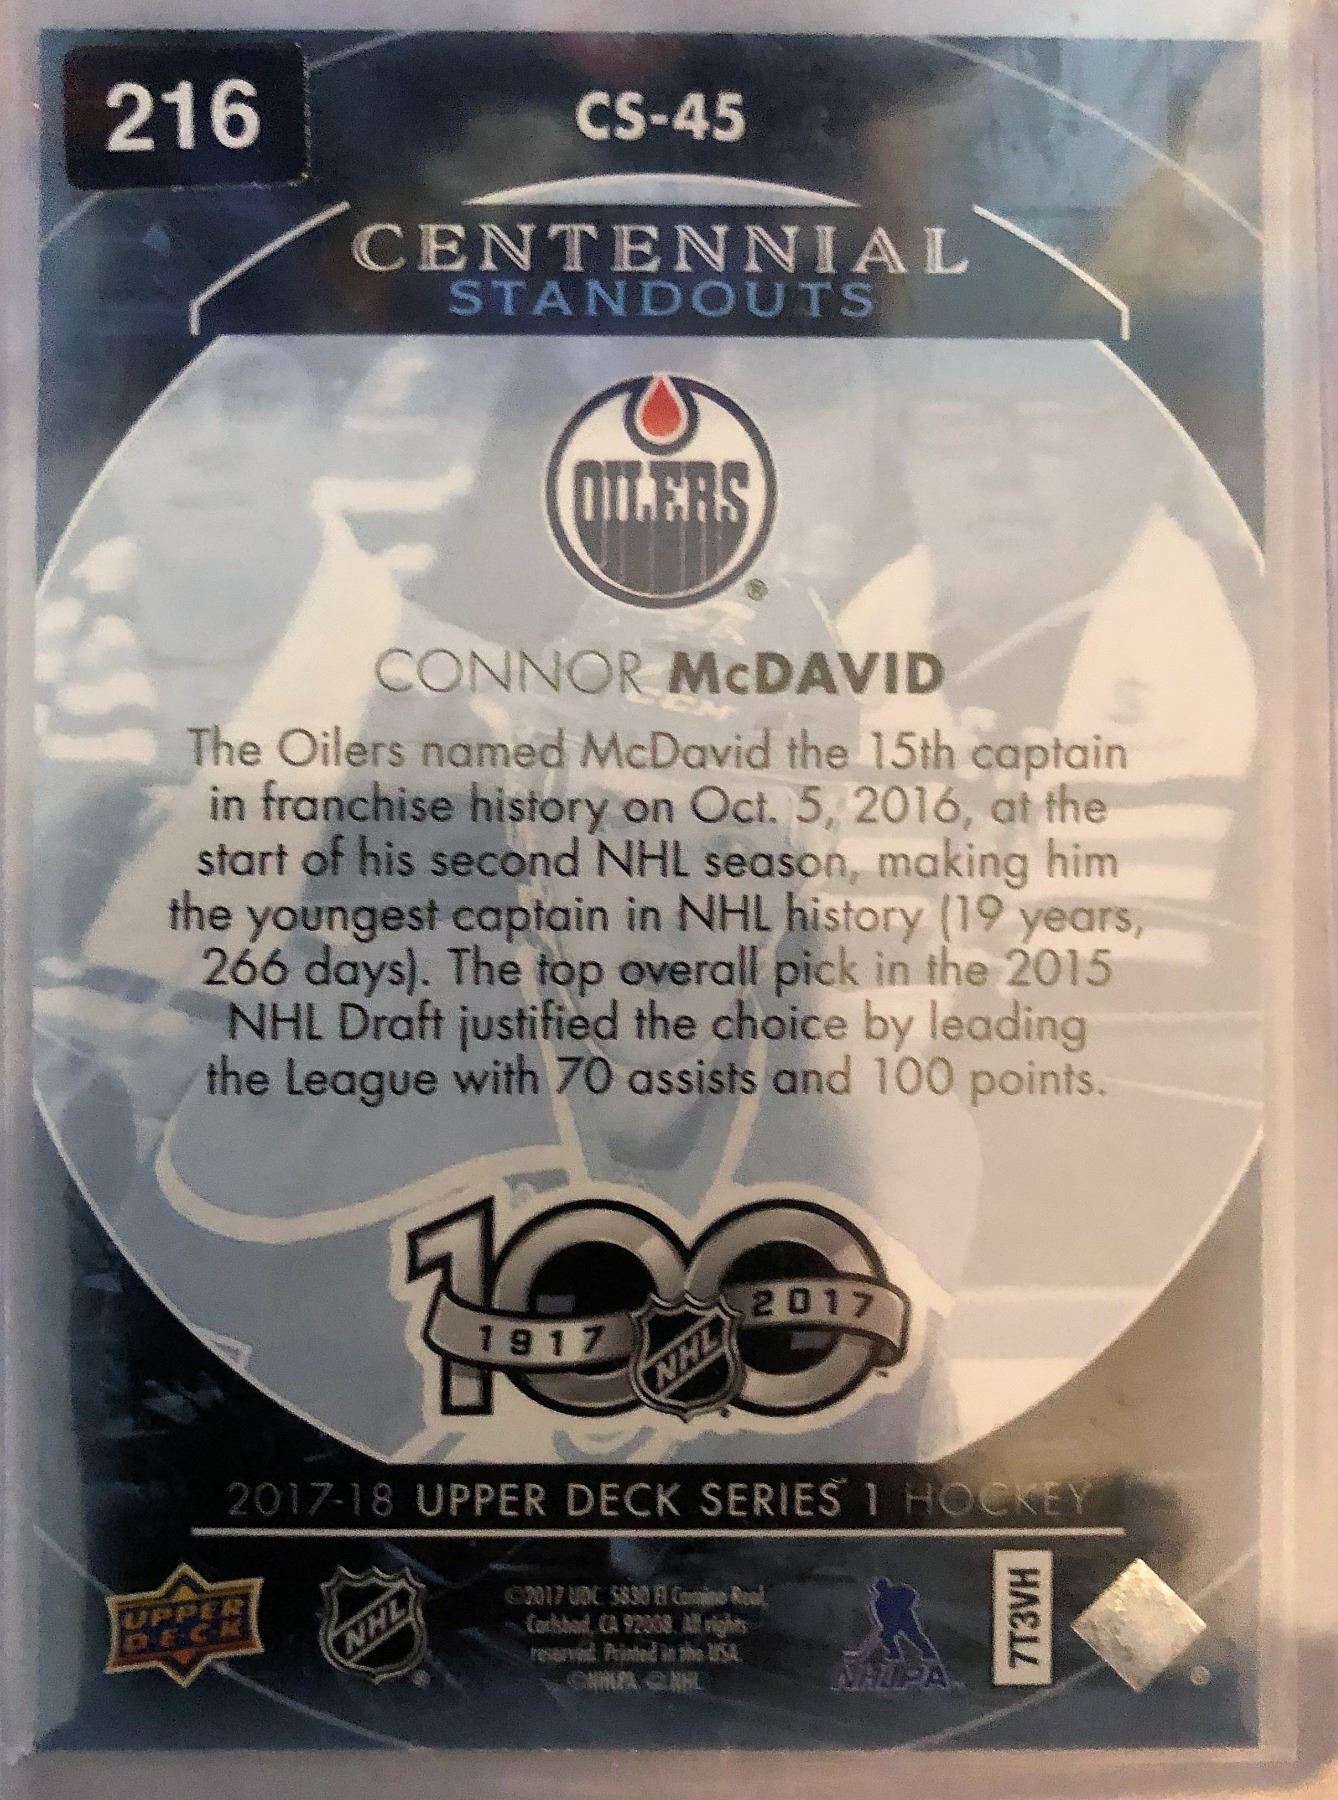 216
CS-45
CENTENNIAL
STANDOUTS
OILERS
®
CONNOR McDAVID
CCM
The Oilers named McDavid the 15th captain
in franchise history on Oct. 5, 2016, at the
start of his second NHL season, making him
the youngest captain in NHL history (19 years,
266 days). The top overall pick in the 2015
NHL Draft justified the choice by leading
the League with 70 assists and 100 points.
100
1917 NHL 2017
2017-18 UPPER DECK SERIES 1 HOCKEY
UPPER
DECK
NHL ®
©2017 UDC. 5830 El Camino Real,
Carlsbad, CA 92008. All rights
reserved. Printed in the USA.
©NHLPA ©NHL
NHLPA
7T3VH
®